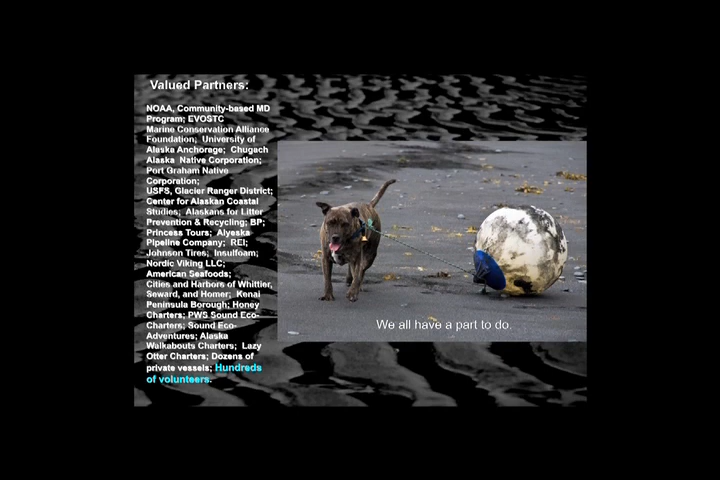 Valued Partners:
NOAA, Community-based MD
Program; EVOSTC
Marine Conservation Alliance
Foundation;  University of
Alaska Anchorage;  Chugach
Alaska  Native Corporation;
Port Graham Native
Corporation;
USFS, Glacier Ranger District;
Center for Alaskan Coastal
Studies;  Alaskans for Litter
Prevention & Recycling; BP;
Princess Tours;  Alyeska
Pipeline Company;  REI;
Johnson Tires;  Insulfoam;
Nordic Viking LLC;
American Seafoods;
Cities and Harbors of Whittier,
Seward, and Homer;  Kenai
Peninsula Borough; Honey
Charters; PWS Sound Eco-
Charters; Sound Eco-
Adventures; Alaska
Walkabouts Charters;  Lazy
Otter Charters; Dozens of
private vessels; Hundreds
of volunteers.
We all have a part to do.